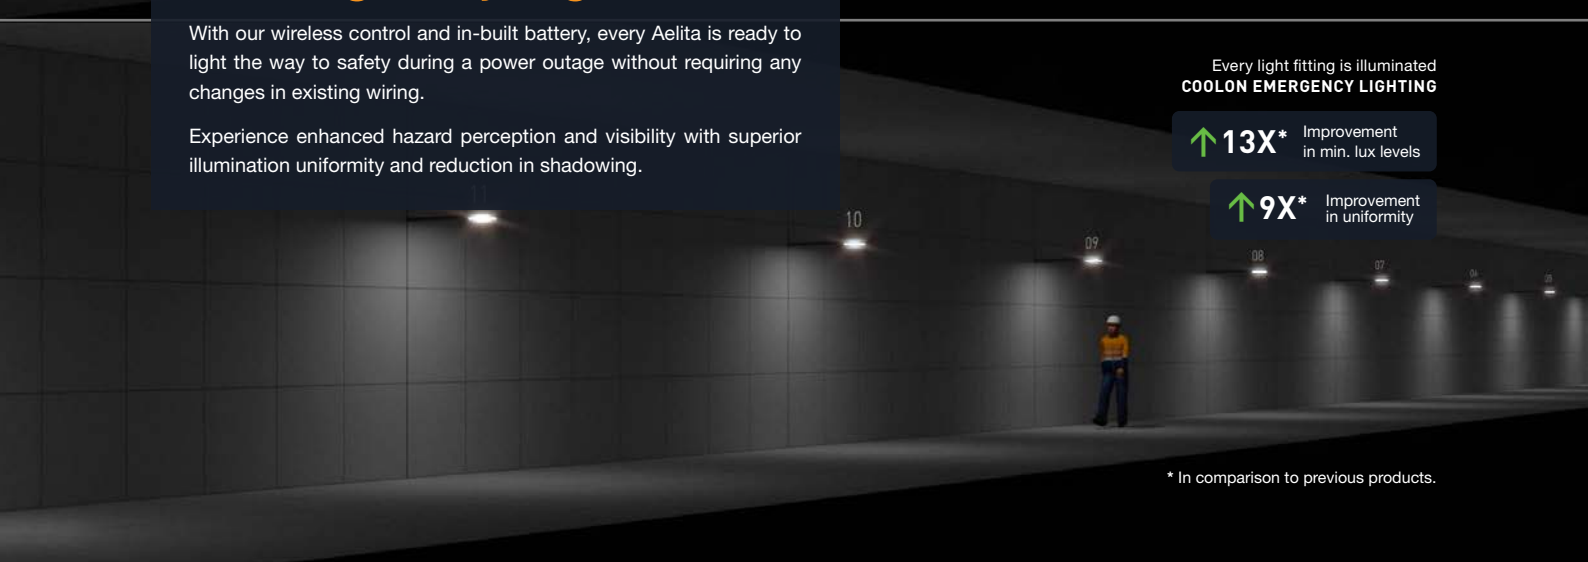 With our wireless control and in-built battery, every Aelita is ready to
light the way to safety during a power outage without requiring any
changes in existing wiring.
Experience enhanced hazard perception and visibility with superior
illumination uniformity and reduction in shadowing.
Every light fitting is illuminated
COOLON EMERGENCY LIGHTING
13X* Improvement
in min. lux levels
9X* Improvement
in uniformity
11
10
09
08
07
* In comparison to previous products.